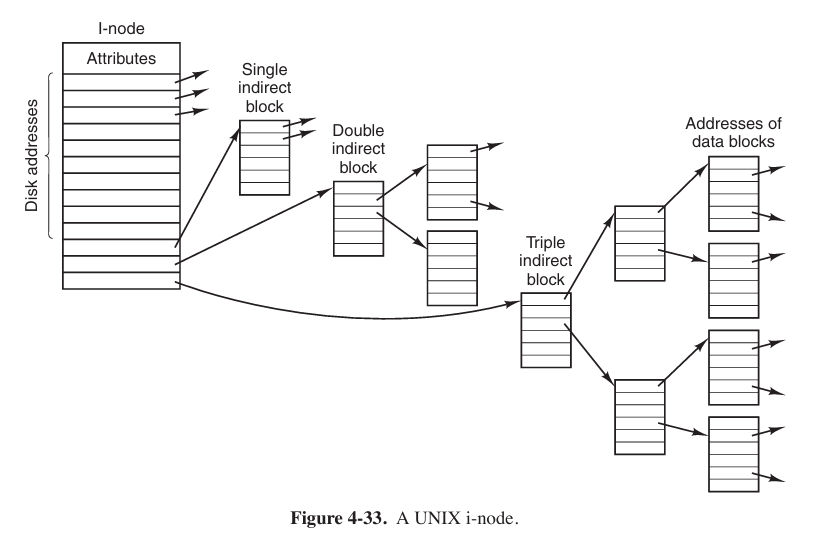 I-node
Attributes
Disk addresses
Single
indirect
block
Double
indirect
block
Triple
indirect
block
Addresses of
data blocks
Figure 4-33. A UNIX i-node.